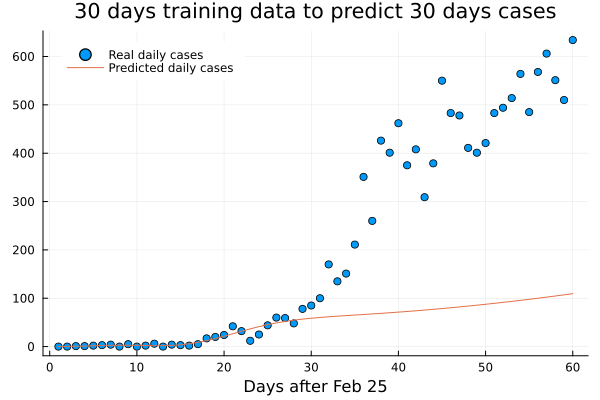 30 days training data to predict 30 days cases
Real daily cases
Predicted daily cases
600
500
400
300
200
100
0
0 10 20 30 40 50 60
Days after Feb 25